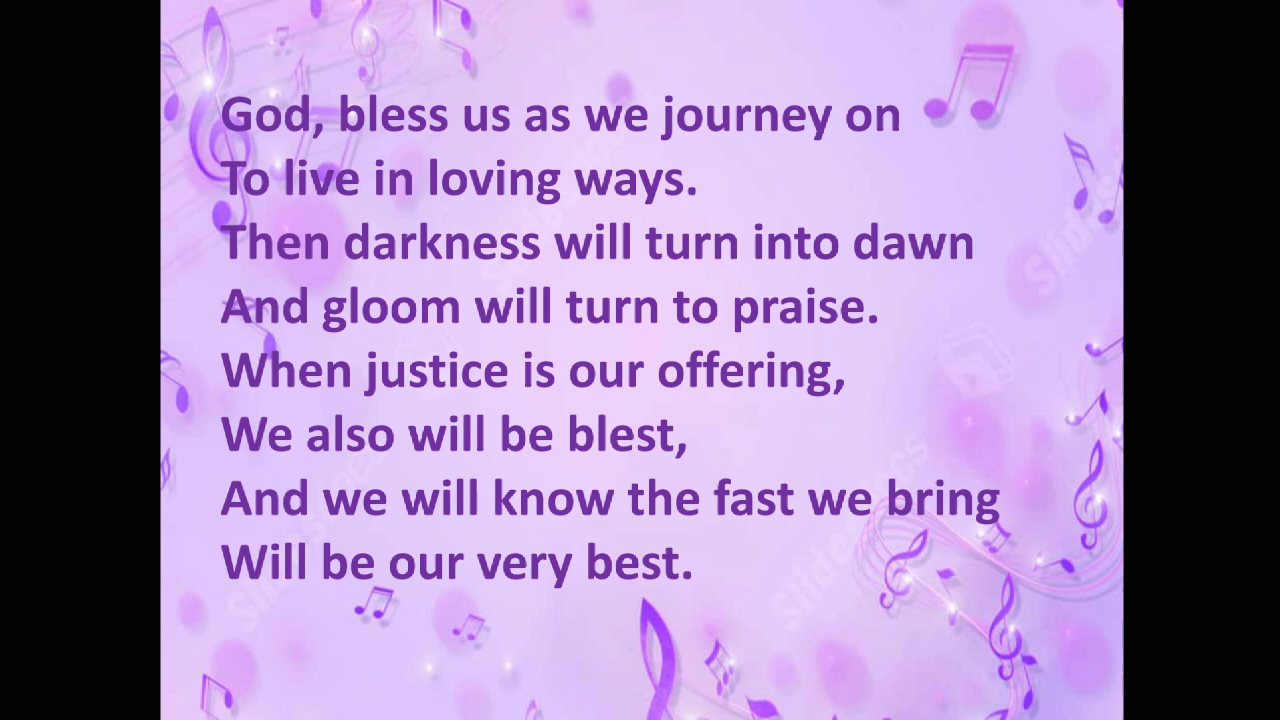 God, bless us as we journey on
To live in loving ways.
Then darkness will turn into dawn
And gloom will turn to praise.
When justice is our offering,
We also will be blest,
And we will know the fast we bring
Will be our very best.